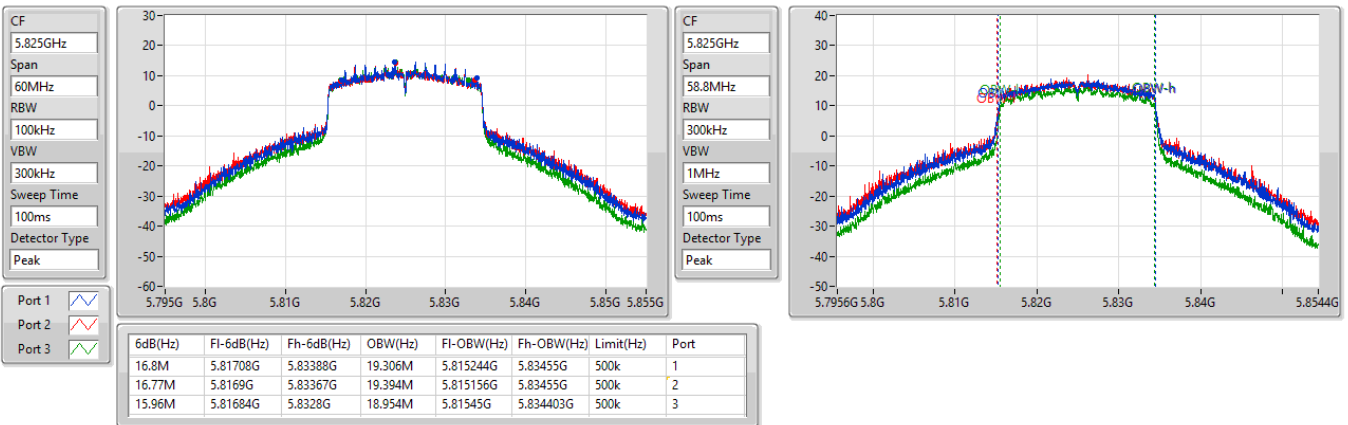 CF
5.825GHz
Span
60MHz
RBW
100kHz
VBW
300kHz
Sweep Time
100ms
Detector Type
Peak
30
20
10
0
-10
-20
-30
-40
-50
-60
5.795G 5.8G 5.81G 5.82G 5.83G 5.84G 5.85G 5.855G
CF
5.825GHz
Span
58.8MHz
RBW
300kHz
VBW
1MHz
Sweep Time
100ms
Detector Type
Peak
40
30
20
10
0
-10
-20
-30
-40
-50
OBW-h
5.7956G 5.8G 5.81G 5.82G 5.83G 5.84G 5.8544G
Port 1
Port 2
Port 3
6dB(Hz) Fl-6dB(Hz) Fh-6dB(Hz) OBW(Hz) Fl-OBW(Hz) Fh-OBW(Hz) Limit(Hz) Port
16.8M 5.81708G 5.83388G 19.306M 5.815244G 5.83455G 500k 1
16.77M 5.8169G 5.83367G 19.394M 5.815156G 5.83455G 500k 2
15.96M 5.81684G 5.8328G 18.954M 5.81545G 5.834403G 500k 3